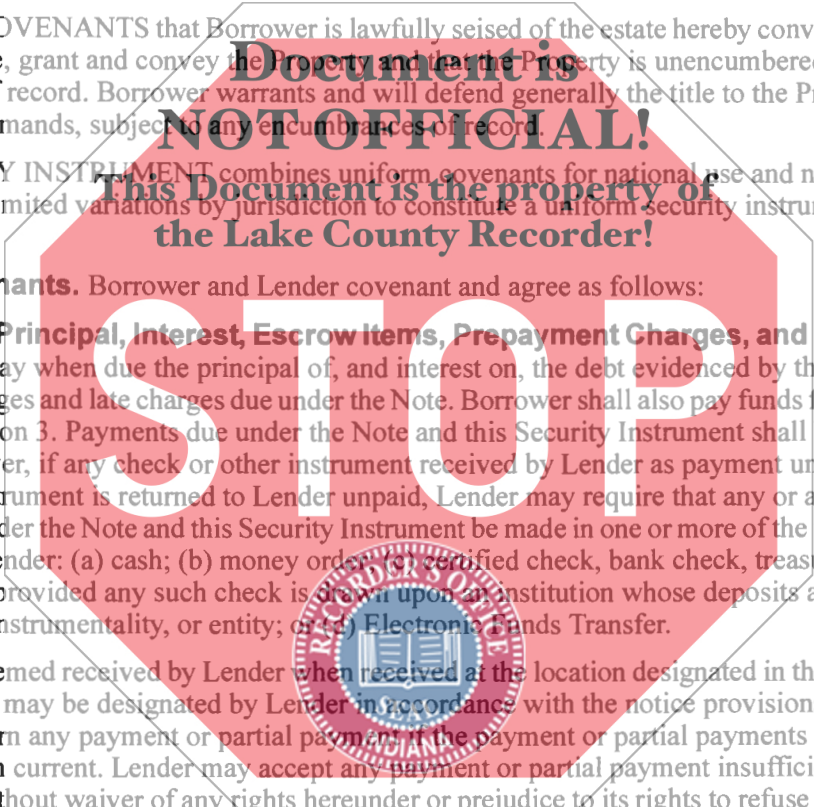 OVENANTS that Borrower is lawfully seised of the estate hereby conv
, grant and convey the Property and that the Property is unencumbered
Document is
record. Borrower warrants and will defend generally the title to the P
mands, subject to any encumbrances of record.
NOT OFFICIAL!
Y INSTRUMENT combines uniform covenants for national use and n
This Document is the property of
mited variations by jurisdiction to constitute a uniform security instru
the Lake County Recorder!
nants. Borrower and Lender covenant and agree as follows:
STOP
Principal, Interest, Escrow Items, Prepayment Charges, and
ay when due the principal of, and interest on, the debt evidenced by th
ges and late charges due under the Note. Borrower shall also pay funds f
on 3. Payments due under the Note and this Security Instrument shall
er, if any check or other instrument received by Lender as payment un
rument is returned to Lender unpaid, Lender may require that any or a
der the Note and this Security Instrument be made in one or more of the
nder: (a) cash; (b) money order, (c) certified check, bank check, treas
provided any such check is drawn upon an institution whose deposits a
nstrumentality, or entity; or (d) Electronic Funds Transfer.
RECORDER'S OFFICE
emed received by Lender when received at the location designated in th
may be designated by Lender in accordance with the notice provision
SEAL
rn any payment or partial payment if the payment or partial payments
INDIANA
n current. Lender may accept any payment or partial payment insuffici
thout waiver of any rights hereunder or prejudice to its rights to refuse